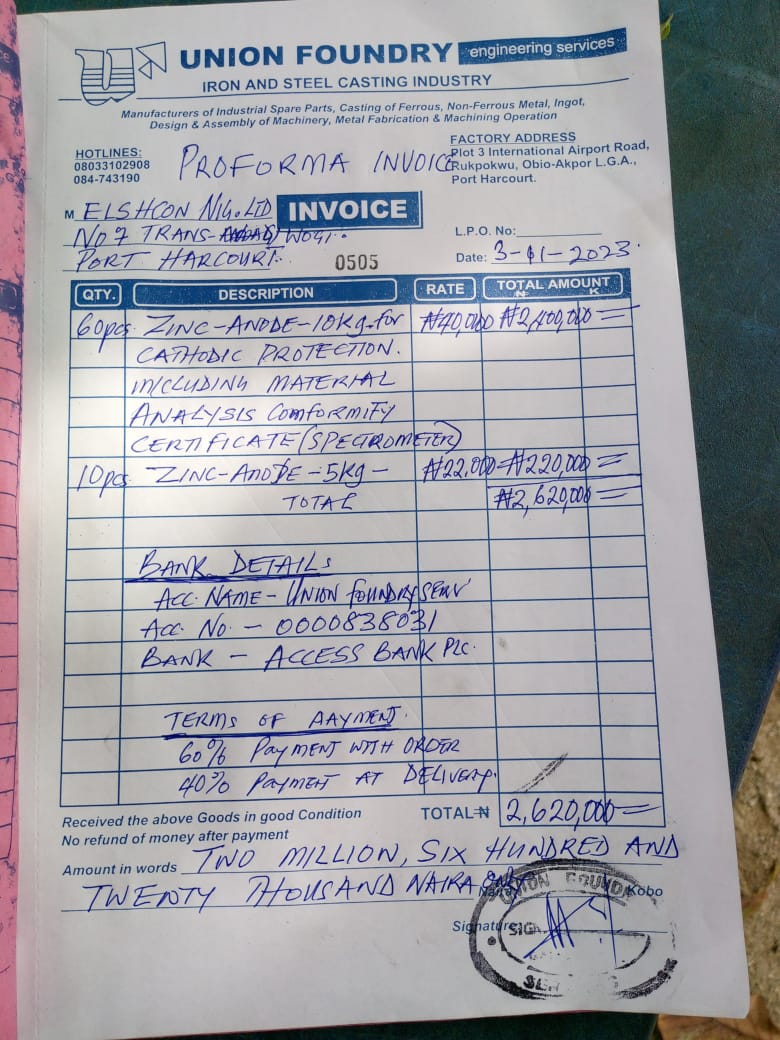 UNION FOUNDRY engineering services
IRON AND STEEL CASTING INDUSTRY
Manufacturers of Industrial Spare Parts, Casting of Ferrous, Non-Ferrous Metal, Ingot,
Design & Assembly of Machinery, Metal Fabrication & Machining Operation
HOTLINES:
08033102908
084-743190
PROFORMA INVOICE
FACTORY ADDRESS
Plot 3 International Airport Road,
Rukpokwu, Obio-Akpor L.G.A.,
Port Harcourt.
M ELSHCON NIG. LTD
INVOICE
NO 7 TRANS- WOGI
L.P.O. No:
PORT HARCOURT.
0505
Date: 3-11-2023.
QTY. DESCRIPTION RATE TOTAL AMOUNT
₦ K
60pcs ZINC-ANODE-10kg-for ₦40,000 ₦2,400,000=
CATHODIC PROTECTION.
INCLUDING MATERIAL
ANALYSIS COMFORMIFY
CERTIFICATE (SPECTROMETER)
10pcs ZINC-ANODE-5kg- ₦22,000 ₦220,000=
TOTAL ₦2,620,000=
BANK DETAILS
ACC. NAME - UNION FOUNDRY SERV
ACC. NO. - 0000838031
BANK - ACCESS BANK PLC.
TERMS OF AAYMENT.
60% PAYMENT WITH ORDER
40% PAYMENT AT DELIVERY.
Received the above Goods in good Condition
No refund of money after payment
TOTAL ₦ 2,620,000=
Amount in words TWO MILLION, SIX HUNDRED AND
TWENTY THOUSAND NAIRA ONLY Kobo
UNION FOUND
Signature:
SIG